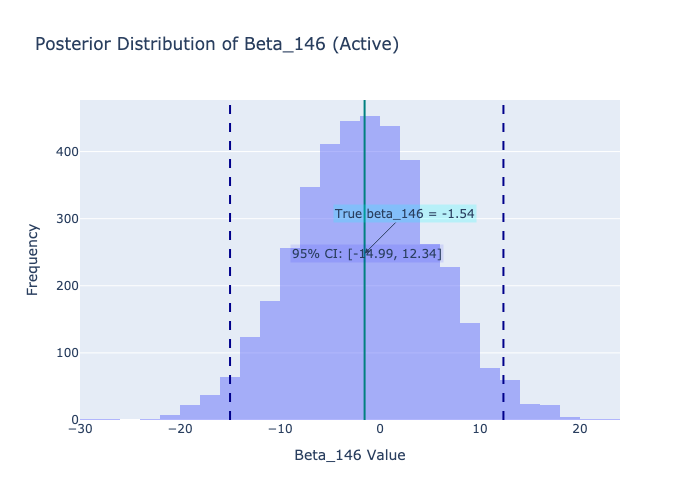 Posterior Distribution of Beta_146 (Active)
400
300
200
100
0
Frequency
True beta_146 = -1.54
95% CI: [-14.99, 12.34]
−30
−20
−10
0
10
20
Beta_146 Value